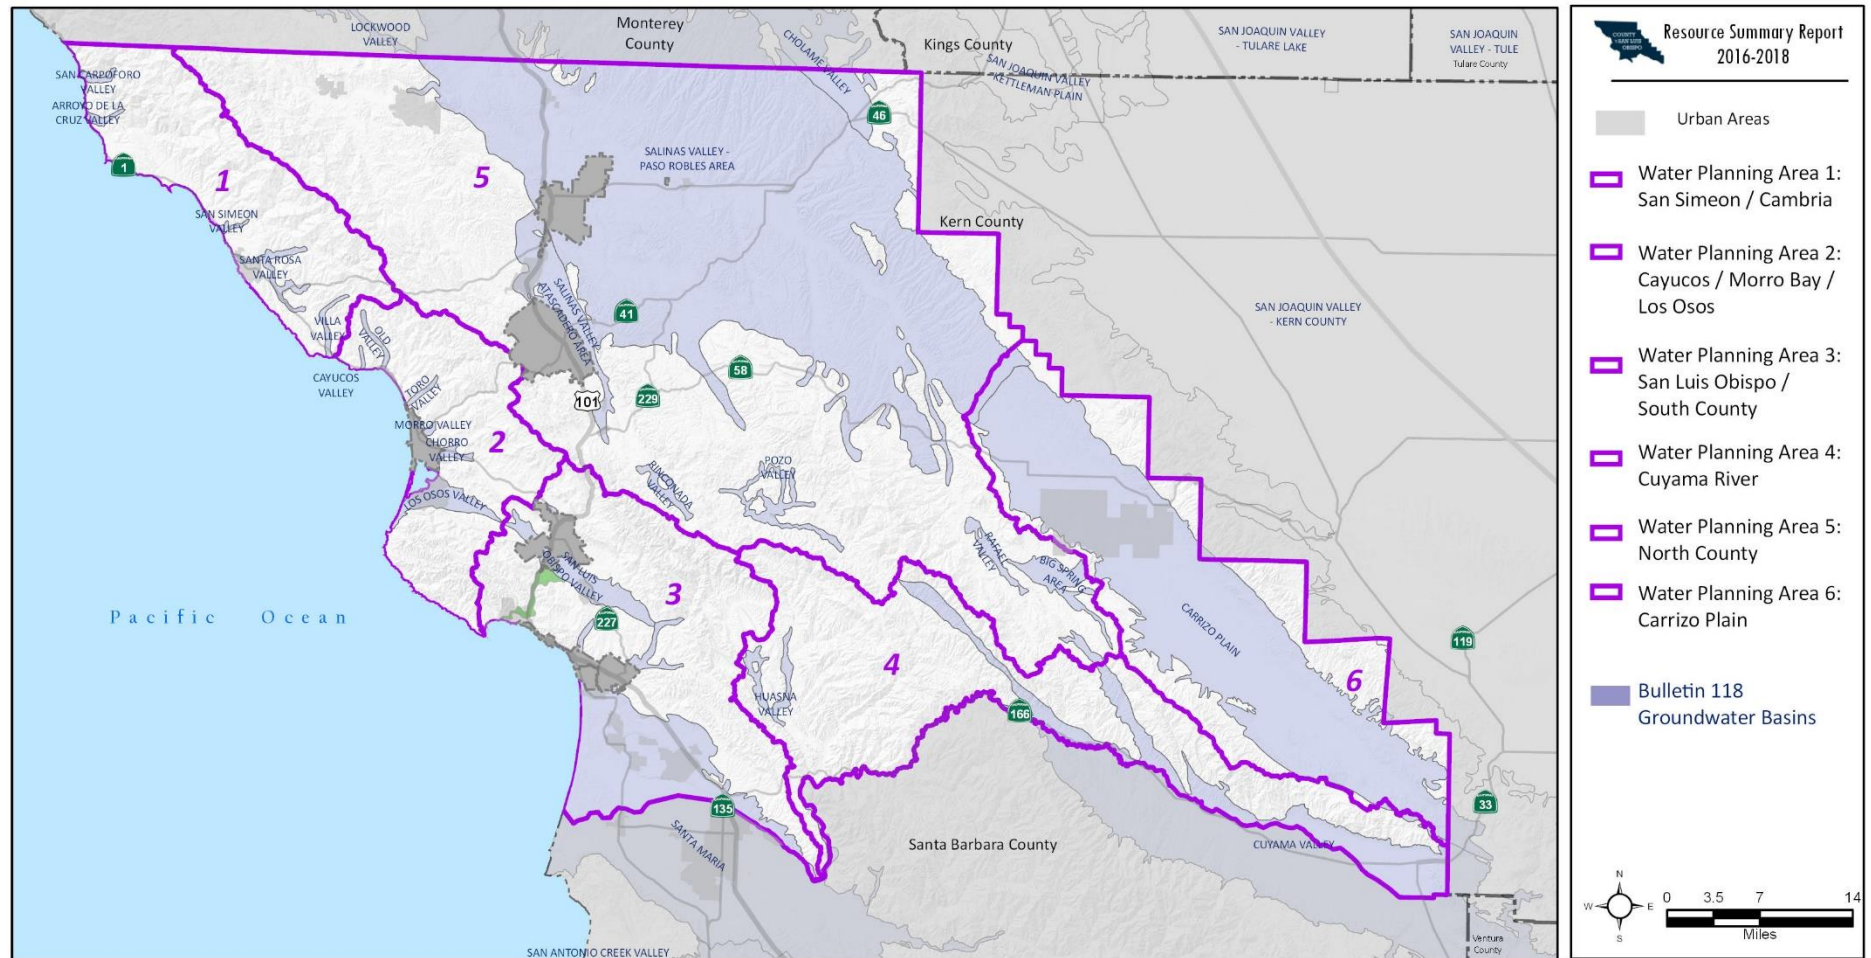 LOCKWOOD
VALLEY
Monterey
County
CHOLAME VALLEY
Kings County
SAN JOAQUIN VALLEY
- TULARE LAKE
SAN JOAQUIN
VALLEY - TULE
Tulare County
SAN JOAQUIN VALLEY
- KETTLEMAN PLAIN
SAN CARPOFORO
VALLEY
ARROYO DE LA
CRUZ VALLEY
46
1
1
5
SALINAS VALLEY -
PASO ROBLES AREA
SAN SIMEON
VALLEY
Kern County
SANTA ROSA
VALLEY
SALINAS VALLEY-
ATASCADERO AREA
41
SAN JOAQUIN VALLEY
- KERN COUNTY
VILLA
VALLEY
OLD
VALLEY
CAYUCOS
VALLEY
TORO
VALLEY
58
229
101
MORRO VALLEY
CHORRO
VALLEY
2
RINCONADA
VALLEY
POZO
VALLEY
LOS OSOS VALLEY
SAN LUIS
OBISPO VALLEY
RAFAEL
VALLEY
BIG SPRING
AREA
3
227
Pacific Ocean
CARRIZO PLAIN
119
4
6
HUASNA
VALLEY
166
135
33
SANTA MARIA
Santa Barbara County
CUYAMA VALLEY
SAN ANTONIO CREEK VALLEY
Ventura
County
COUNTY
OF SAN LUIS
OBISPO
Resource Summary Report
2016-2018
Urban Areas
Water Planning Area 1:
San Simeon / Cambria
Water Planning Area 2:
Cayucos / Morro Bay /
Los Osos
Water Planning Area 3:
San Luis Obispo /
South County
Water Planning Area 4:
Cuyama River
Water Planning Area 5:
North County
Water Planning Area 6:
Carrizo Plain
Bulletin 118
Groundwater Basins
N
W E
S
0 3.5 7 14
Miles